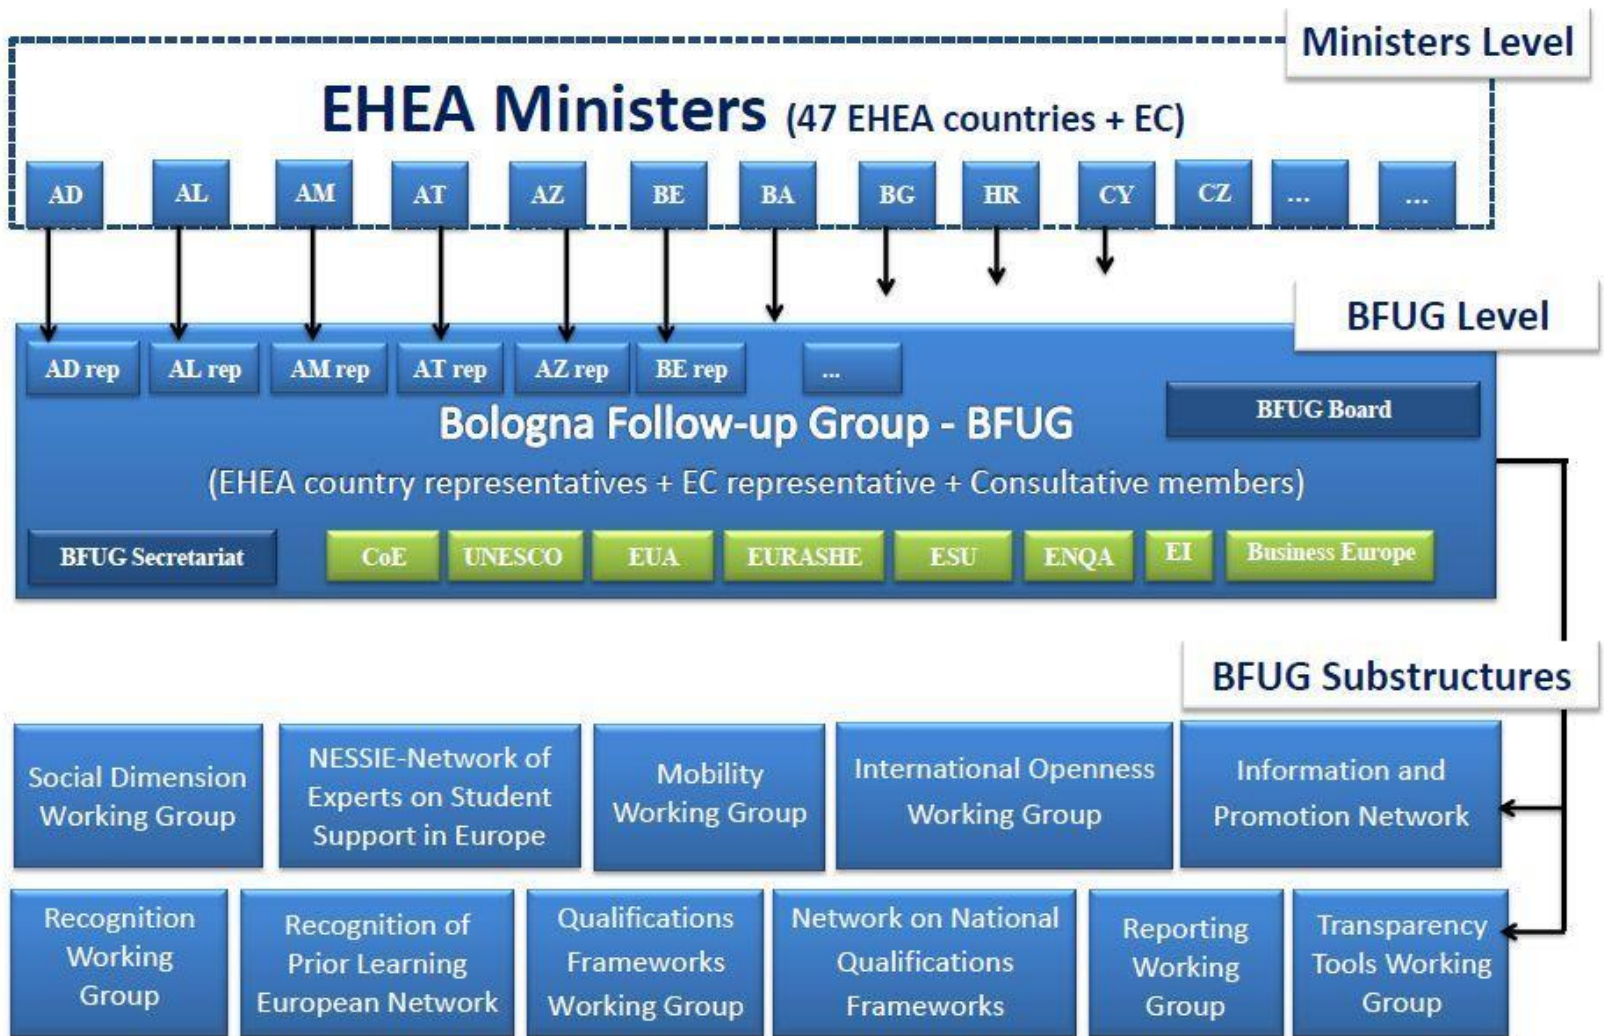 Ministers Level
EHEA Ministers (47 EHEA countries + EC)
AD AL AM AT AZ BE BA BG HR CY CZ ... ...
BFUG Level
AD rep AL rep AM rep AT rep AZ rep BE rep ...
BFUG Board
Bologna Follow-up Group - BFUG
(EHEA country representatives + EC representative + Consultative members)
BFUG Secretariat CoE UNESCO EUA EURASHE ESU ENQA EI Business Europe
BFUG Substructures
Social Dimension
Working Group
NESSIE-Network of
Experts on Student
Support in Europe
Mobility
Working Group
International Openness
Working Group
Information and
Promotion Network
Recognition
Working
Group
Recognition of
Prior Learning
European Network
Qualifications
Frameworks
Working Group
Network on National
Qualifications
Frameworks
Reporting
Working
Group
Transparency
Tools Working
Group